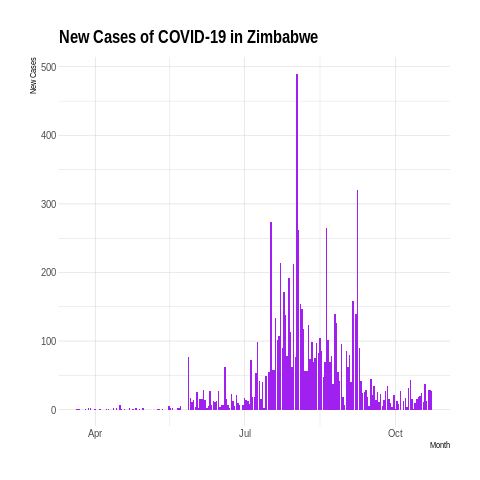 New Cases of COVID-19 in Zimbabwe
New Cases
500
400
300
200
100
0
Apr
Jul
Oct
Month